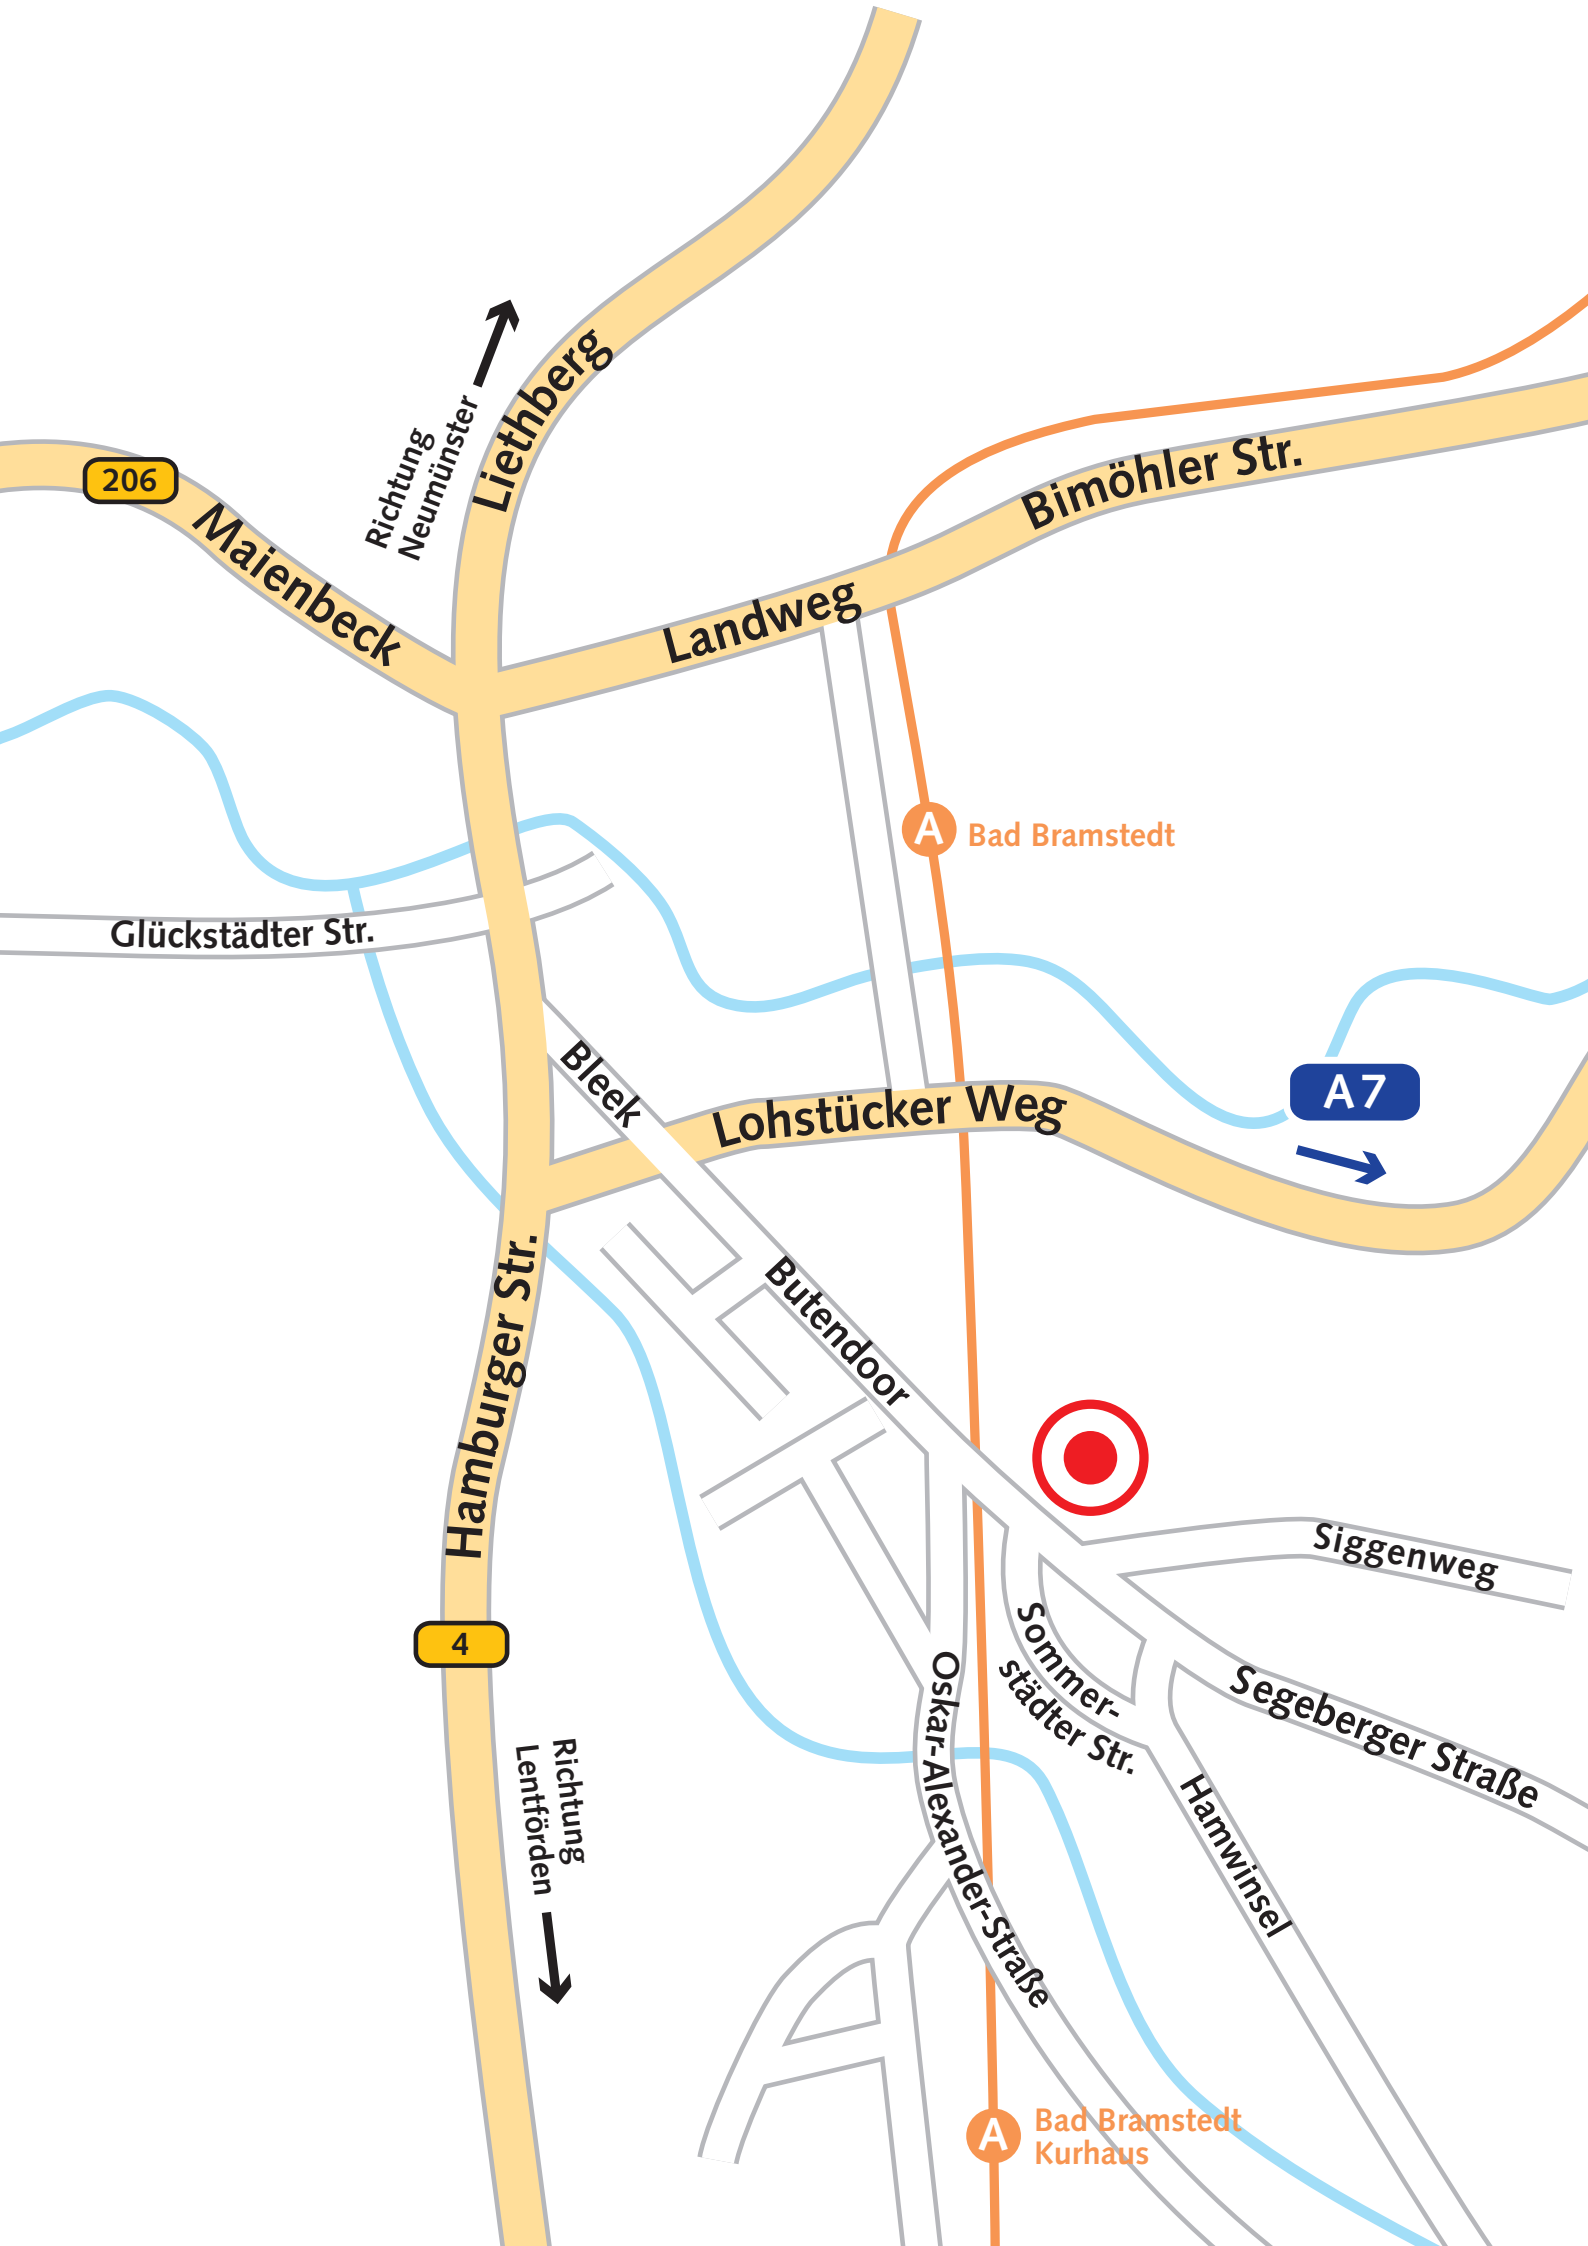 Liethberg
Richtung
Neumünster
Bimöhler Str.
206
Maienbeck
Landweg
A Bad Bramstedt
Glückstädter Str.
Bleek
A7
Lohstücker Weg
Hamburger Str.
Butendoor
Siggenweg
4
Sommer-
städter Str.
Oskar-Alexander-Straße
Segeberger Straße
Richtung
Lentförden
Hamwinsel
A Bad Bramstedt
Kurhaus